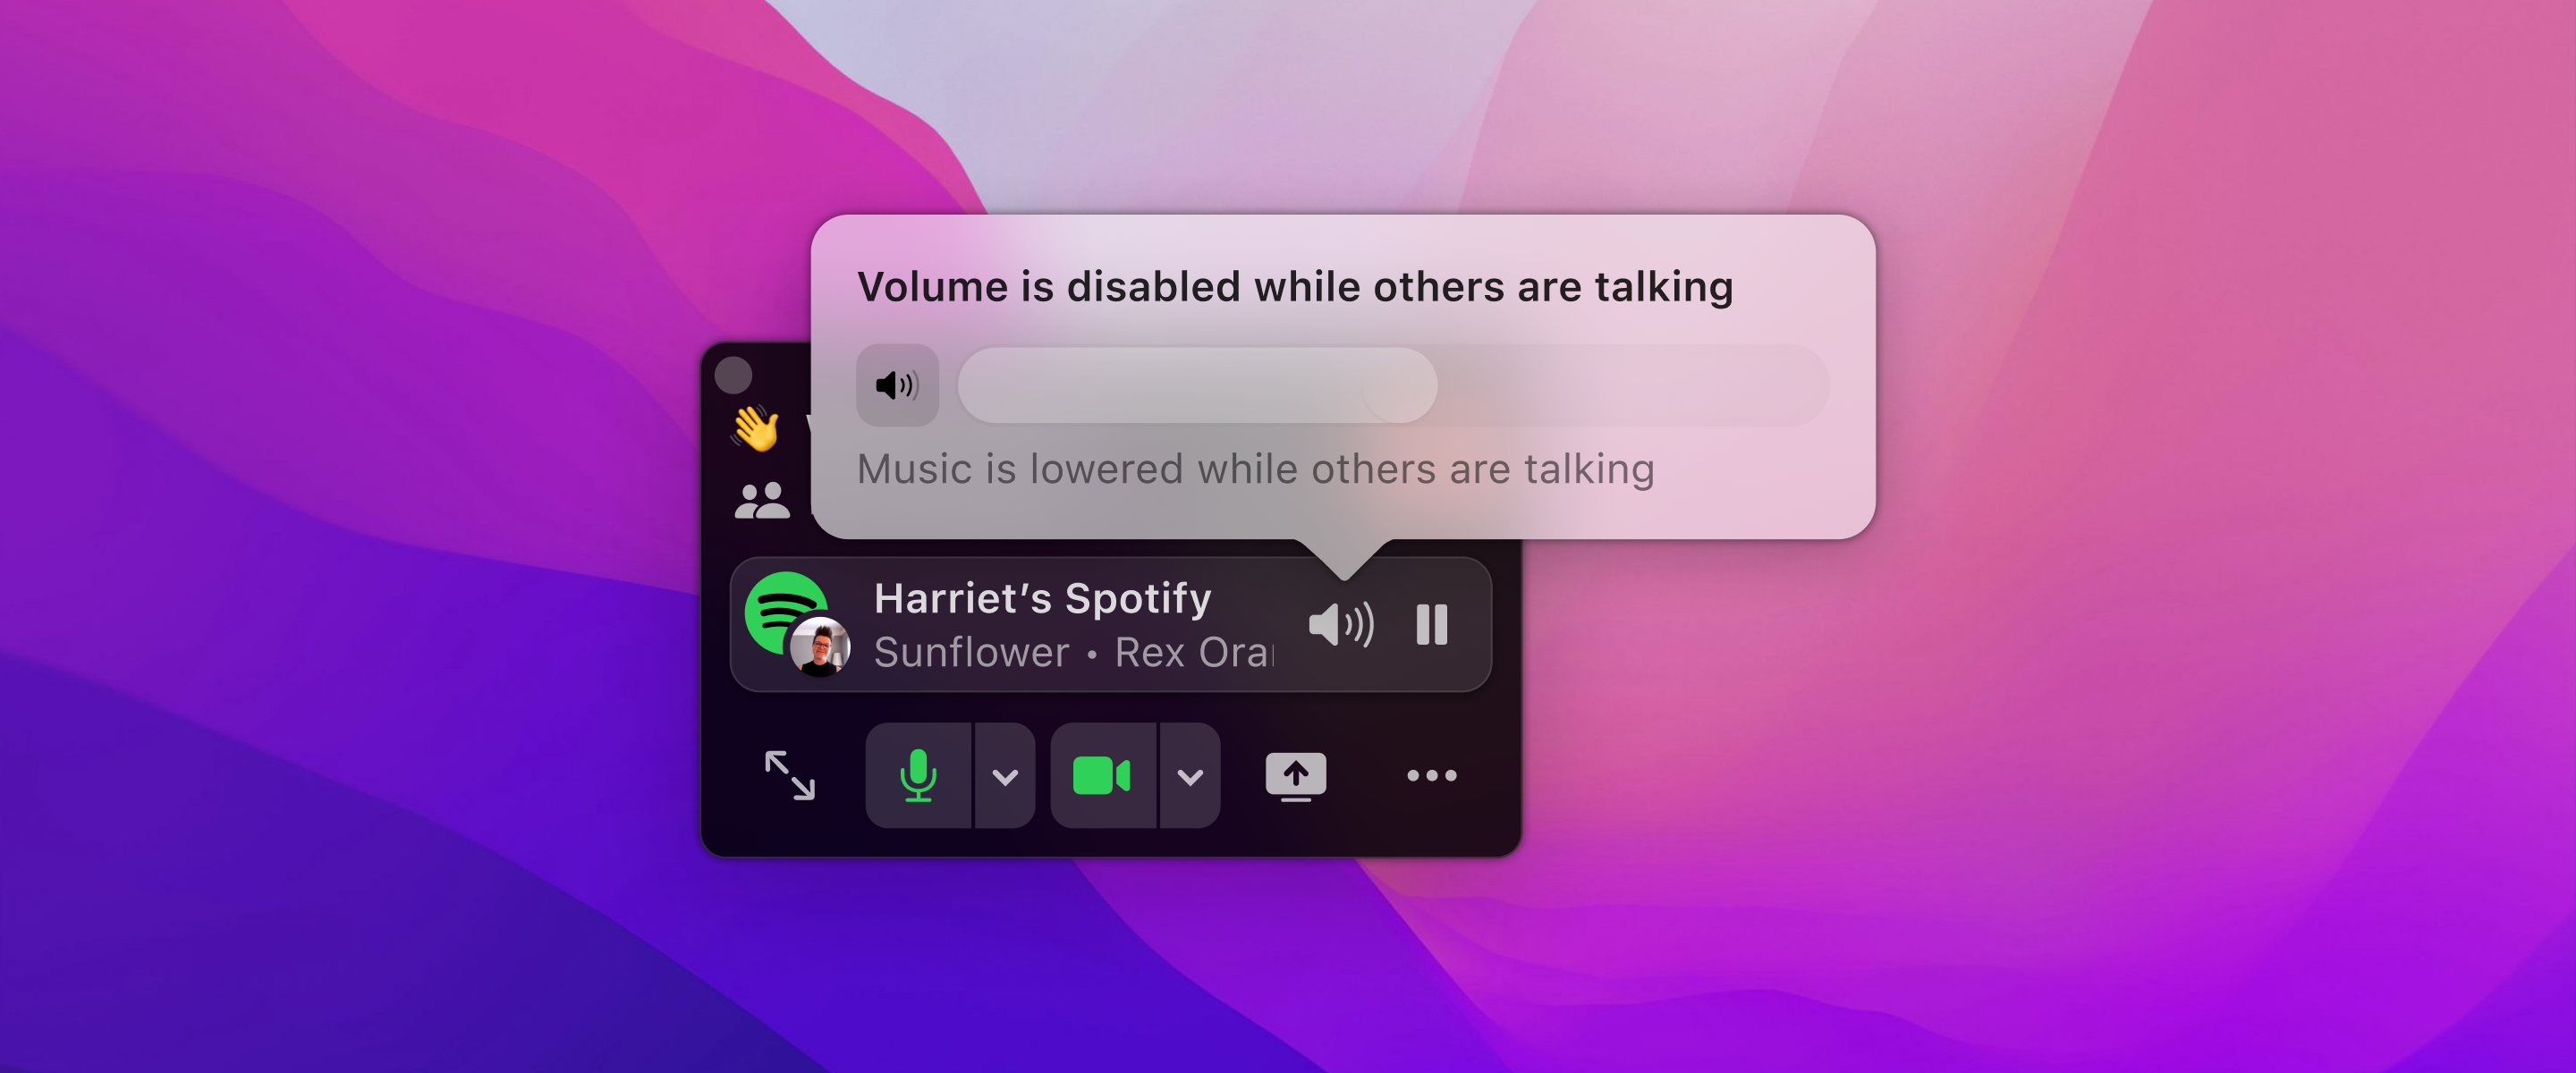 Volume is disabled while others are talking
Music is lowered while others are talking
Harriet’s Spotify
Sunflower • Rex Ora